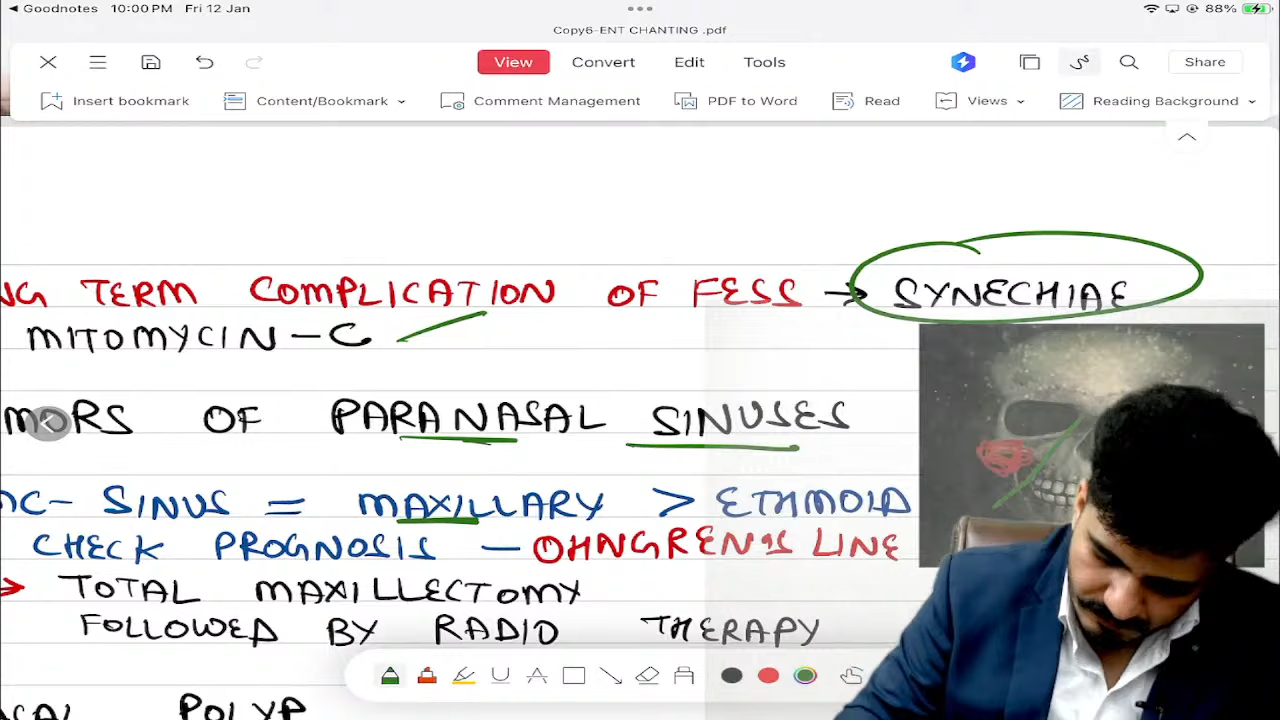 Goodnotes 10:00 PM Fri 12 Jan 88%
Copy6-ENT CHANTING .pdf
View Convert Edit Tools Share
Insert bookmark Content/Bookmark Comment Management PDF to Word Read Views Reading Background
NG TERM COMPLICATION OF FESS → SYNECHIAE
MITOMYCIN-C
MORS OF PARANASAL SINUSES
MC- SINUS = MAXILLARY > ETHMOID
CHECK PROGNOSIS - OHNGREN'S LINE
→ TOTAL MAXILLECTOMY
FOLLOWED BY RADIO THERAPY
SAL POLYP